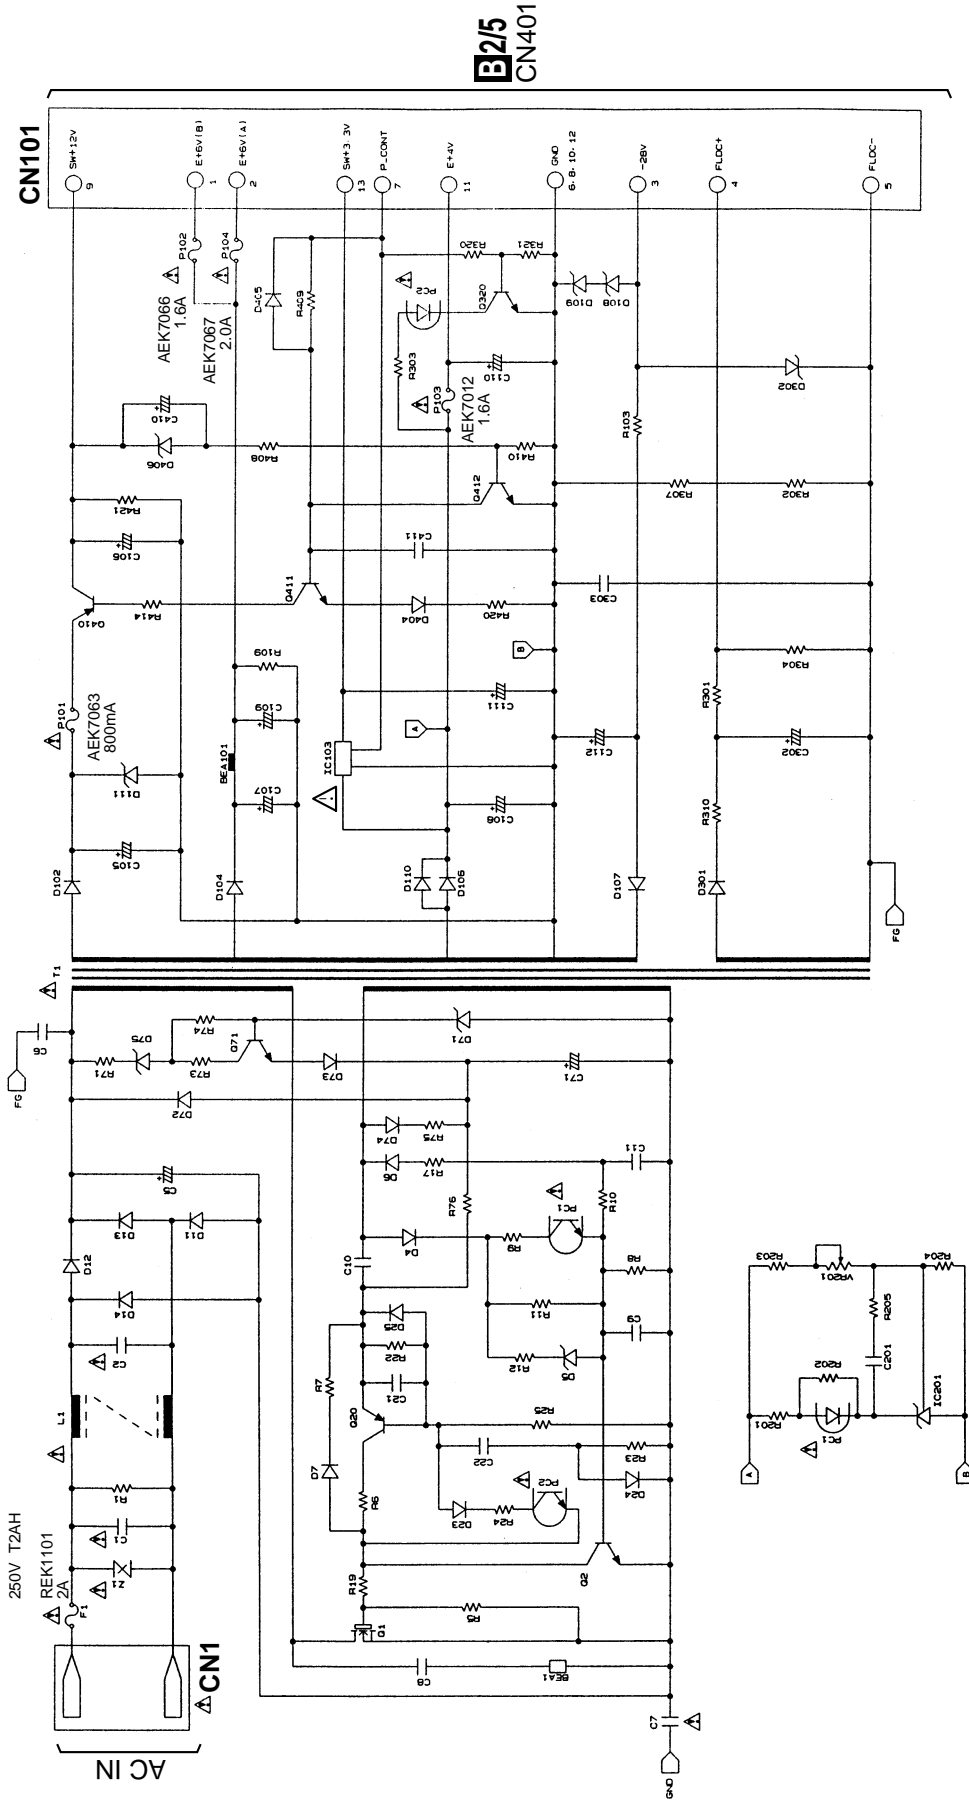 B 2/5
CN401
CN101
SW+12V
9
E+6V(B)
1
E+6V(A)
2
SW+3.3V
13
P_CONT
7
E+4V
11
GND
6.8.10.12
-28V
3
FLDC+
4
FLDC-
5
P102
P104
AEK7066
1.6A
AEK7067
2.0A
D405
R409
R320
R321
PC2
Q320
D109
D108
R303
C110
P103
AEK7012
1.6A
D302
C410
D406
R408
R410
R103
Q412
R307
R302
R421
C106
C411
Q410
R414
Q411
D404
R420
C303
R109
B
R304
P101
AEK7063
800mA
C109
C111
R301
A
BEA101
IC103
C112
C302
D111
C107
C108
R310
C105
D102
D104
D110
D106
D107
D301
FG
T1
FG
C6
R71
D75
R74
R73
Q71
D73
D71
C71
D72
D74
R75
D6
R17
C11
R76
R10
PC1
D13
D11
D12
D14
C10
D4
R9
R8
R11
C9
D25
R22
R12
D5
C2
R7
C21
L1
Q20
R25
D7
C22
R23
R6
PC2
D24
R1
D23
R24
C1
Z1
Q2
R19
250V T2AH
REK1101
2A
F1
R5
Q1
CN1
C8
BEA1
AC IN
C7
GND
R203
VR201
R204
R205
R202
C201
R201
PC1
IC201
A
B